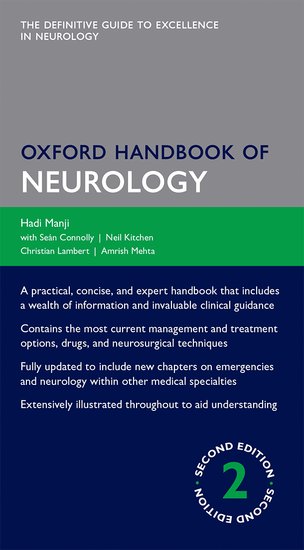 THE DEFINITIVE GUIDE TO EXCELLENCE
IN NEUROLOGY
OXFORD HANDBOOK OF
NEUROLOGY
Hadi Manji
with Seán Connolly | Neil Kitchen
Christian Lambert | Amrish Mehta
A practical, concise, and expert handbook that includes
a wealth of information and invaluable clinical guidance
Contains the most current management and treatment
options, drugs, and neurosurgical techniques
Fully updated to include new chapters on emergencies
and neurology within other medical specialties
Extensively illustrated throughout to aid understanding
• SECOND EDITION
2
• SECOND EDITION